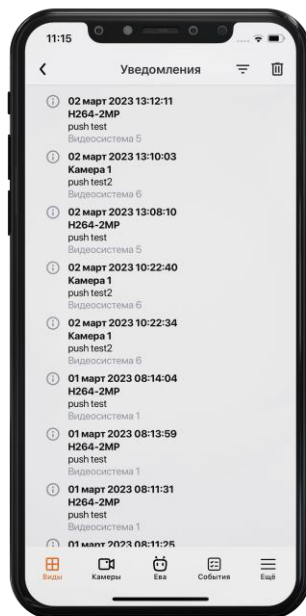 11:15
Уведомления
02 март 2023 13:12:11
H264-2MP
push test
Видеосистема 5
02 март 2023 13:10:03
Камера 1
push test2
Видеосистема 6
02 март 2023 13:08:10
H264-2MP
push test
Видеосистема 5
02 март 2023 10:22:40
Камера 1
push test2
Видеосистема 6
02 март 2023 10:22:34
Камера 1
push test2
Видеосистема 6
01 март 2023 08:14:04
H264-2MP
push test
Видеосистема 1
01 март 2023 08:13:59
H264-2MP
push test
Видеосистема 1
01 март 2023 08:11:31
H264-2MP
push test
Видеосистема 1
01 март 2023 08:11:25
Виды Камеры Ева События Ещё